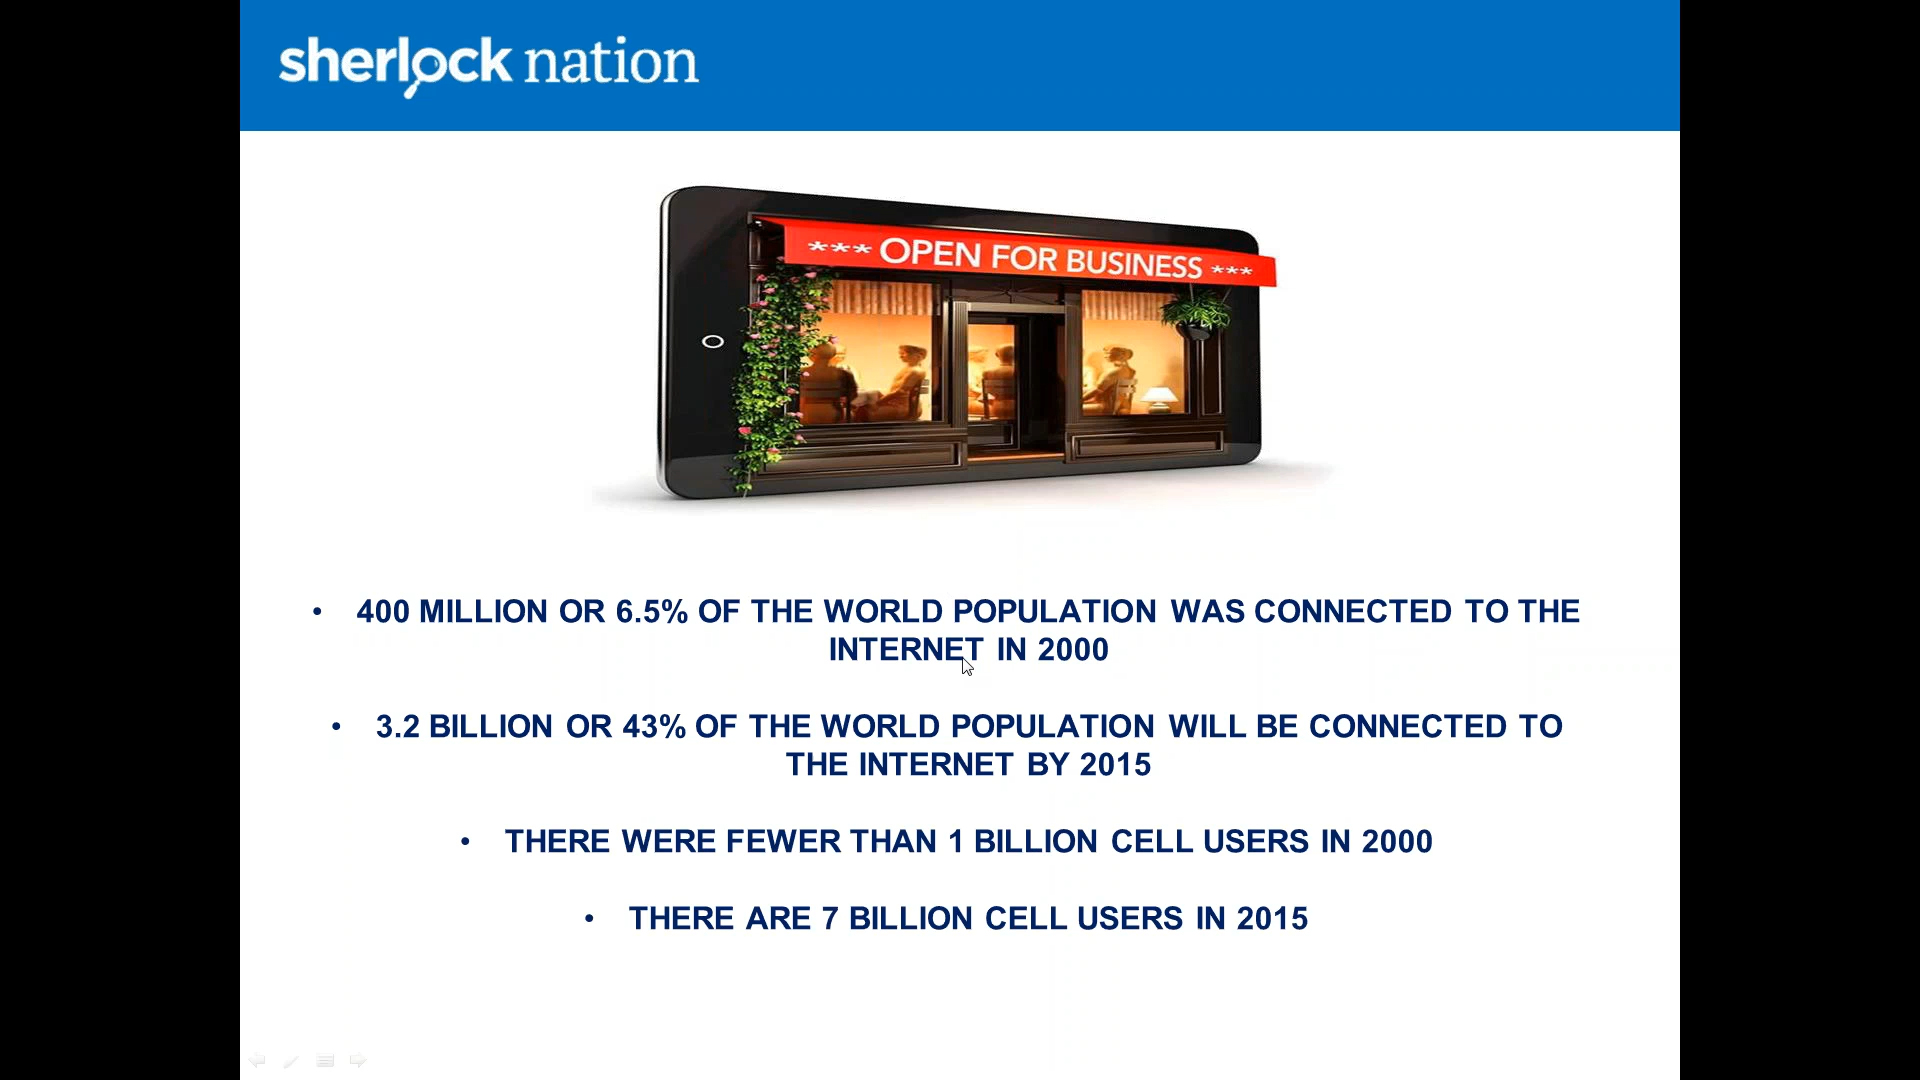 sherlock nation
*** OPEN FOR BUSINESS ***
• 400 MILLION OR 6.5% OF THE WORLD POPULATION WAS CONNECTED TO THE
INTERNET IN 2000
• 3.2 BILLION OR 43% OF THE WORLD POPULATION WILL BE CONNECTED TO
THE INTERNET BY 2015
• THERE WERE FEWER THAN 1 BILLION CELL USERS IN 2000
• THERE ARE 7 BILLION CELL USERS IN 2015